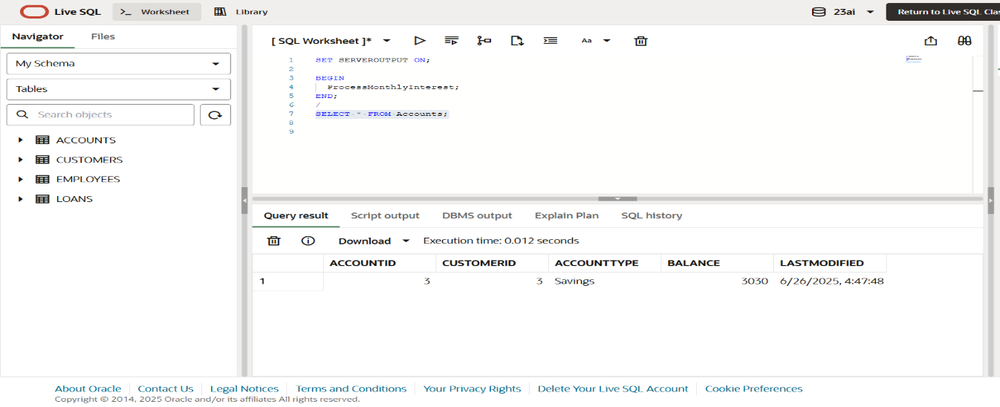 Live SQL
>_ Worksheet
Library
23ai
Return to Live SQL Clas
Navigator
Files
My Schema
Tables
Search objects
ACCOUNTS
CUSTOMERS
EMPLOYEES
LOANS
[ SQL Worksheet ]*
Aa
1 SET SERVEROUTPUT ON;
2
3 BEGIN
4 ProcessMonthlyInterest;
5 END;
6 /
7 SELECT * FROM Accounts;
8
9
Query result Script output DBMS output Explain Plan SQL history
Download Execution time: 0.012 seconds
ACCOUNTID CUSTOMERID ACCOUNTTYPE BALANCE LASTMODIFIED
1 3 3 Savings 3030 6/26/2025, 4:47:48
About Oracle Contact Us Legal Notices Terms and Conditions Your Privacy Rights Delete Your Live SQL Account Cookie Preferences
Copyright © 2014, 2025 Oracle and/or its affiliates All rights reserved.